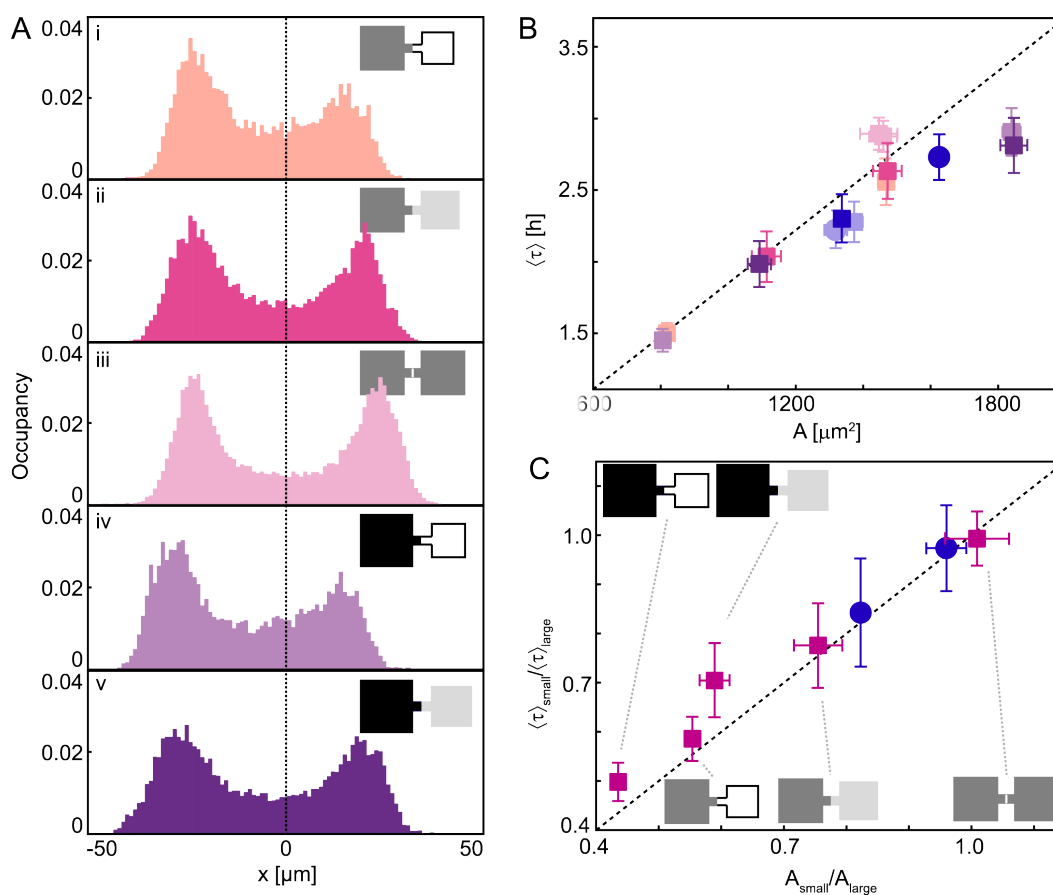 A
i
0.04
0.02
0
ii
0.04
0.02
0
iii
0.04
0.02
0
iv
0.04
0.02
0
v
0.04
0.02
0
Occupancy
-50 0 50
x [µm]
B
3.5
2.5
1.5
⟨τ⟩ [h]
600 1200 1800
A [µm²]
C
1.0
0.7
0.4
⟨τ⟩small/⟨τ⟩large
0.4 0.7 1.0
Asmall/Alarge